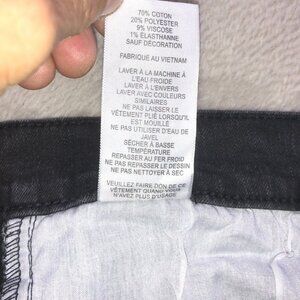 70% COTON
20% POLYESTER
9% VISCOSE
1% ÉLASTHANNE
SAUF DÉCORATION
FABRIQUÉ AU VIETNAM
LAVER À LA MACHINE À
L'EAU FROIDE
LAVER À L'ENVERS
LAVER AVEC COULEURS
SIMILAIRES
NE PAS LAISSER LE
VÊTEMENT PLIÉ LORSQU'IL
EST MOUILLÉ
NE PAS UTILISER D'EAU DE
JAVEL
SÉCHER À BASSE
TEMPÉRATURE
REPASSER AU FER FROID
NE PAS REPASSER LE DESSIN
NE PAS NETTOYER À SEC
VEUILLEZ FAIRE DON DE CE
VÊTEMENT QUAND VOUS
N'AVEZ PLUS D'USAGE